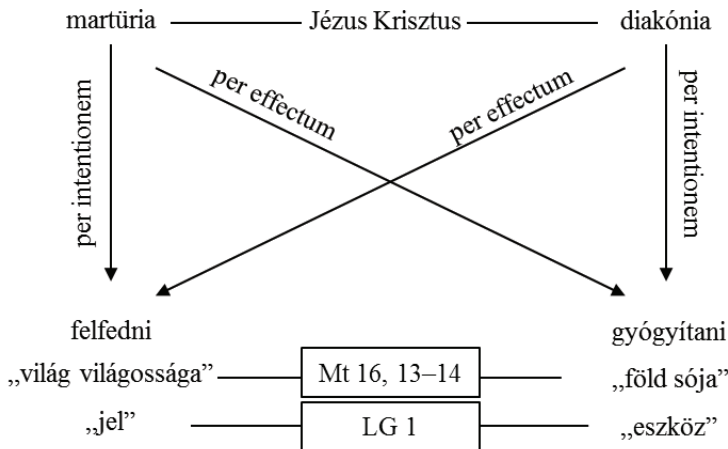 martüria Jézus Krisztus diakónia
per intentionem
per effectum
per effectum
per intentionem
felfedni gyógyítani
„világ világossága” Mt 16, 13–14 „föld sója”
„jel” LG 1 „eszköz”